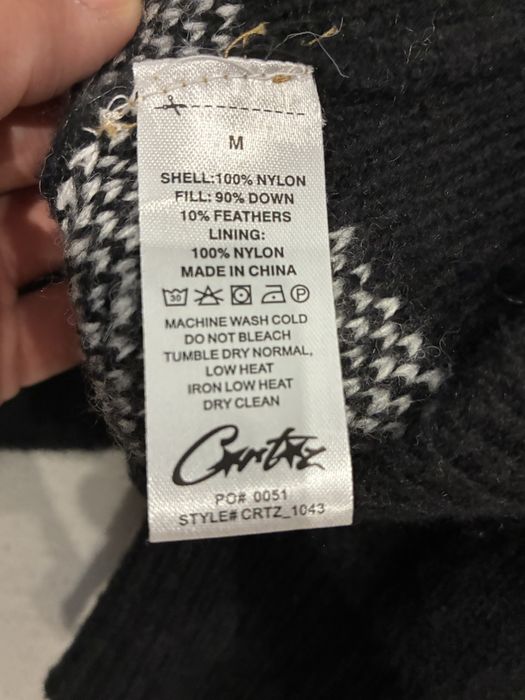 M
SHELL:100% NYLON
FILL: 90% DOWN
10% FEATHERS
LINING:
100% NYLON
MADE IN CHINA
30 P
MACHINE WASH COLD
DO NOT BLEACH
TUMBLE DRY NORMAL,
LOW HEAT
IRON LOW HEAT
DRY CLEAN
Crtz
PO# 0051
STYLE# CRTZ_1043